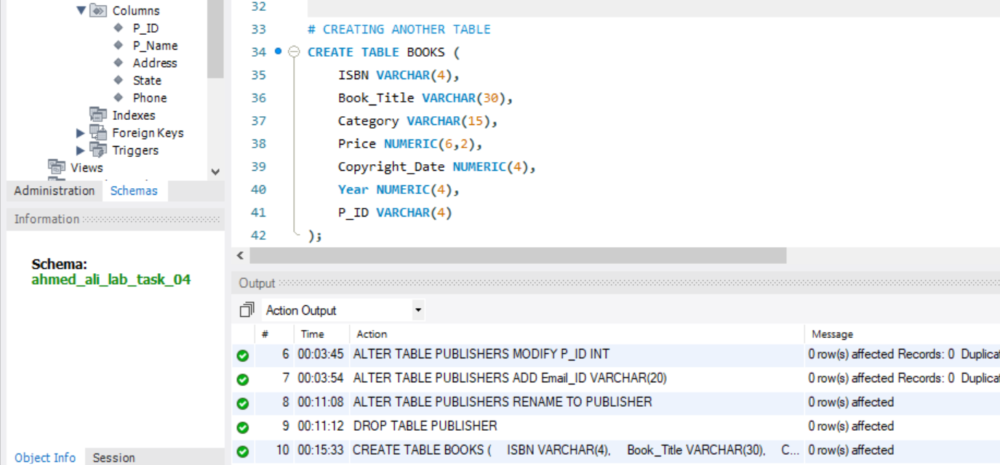 Columns
P_ID
P_Name
Address
State
Phone
Indexes
Foreign Keys
Triggers
Views
Administration Schemas
Information
Schema:
ahmed_ali_lab_task_04
Object Info Session
32
33 # CREATING ANOTHER TABLE
34 CREATE TABLE BOOKS (
35 ISBN VARCHAR(4),
36 Book_Title VARCHAR(30),
37 Category VARCHAR(15),
38 Price NUMERIC(6,2),
39 Copyright_Date NUMERIC(4),
40 Year NUMERIC(4),
41 P_ID VARCHAR(4)
42 );
Output
Action Output
# Time Action Message
6 00:03:45 ALTER TABLE PUBLISHERS MODIFY P_ID INT 0 row(s) affected Records: 0
7 00:03:54 ALTER TABLE PUBLISHERS ADD Email_ID VARCHAR(20) 0 row(s) affected Records: 0
8 00:11:08 ALTER TABLE PUBLISHERS RENAME TO PUBLISHER 0 row(s) affected
9 00:11:12 DROP TABLE PUBLISHER 0 row(s) affected
10 00:15:33 CREATE TABLE BOOKS ( ISBN VARCHAR(4), Book_Title VARCHAR(30), C... 0 row(s) affected